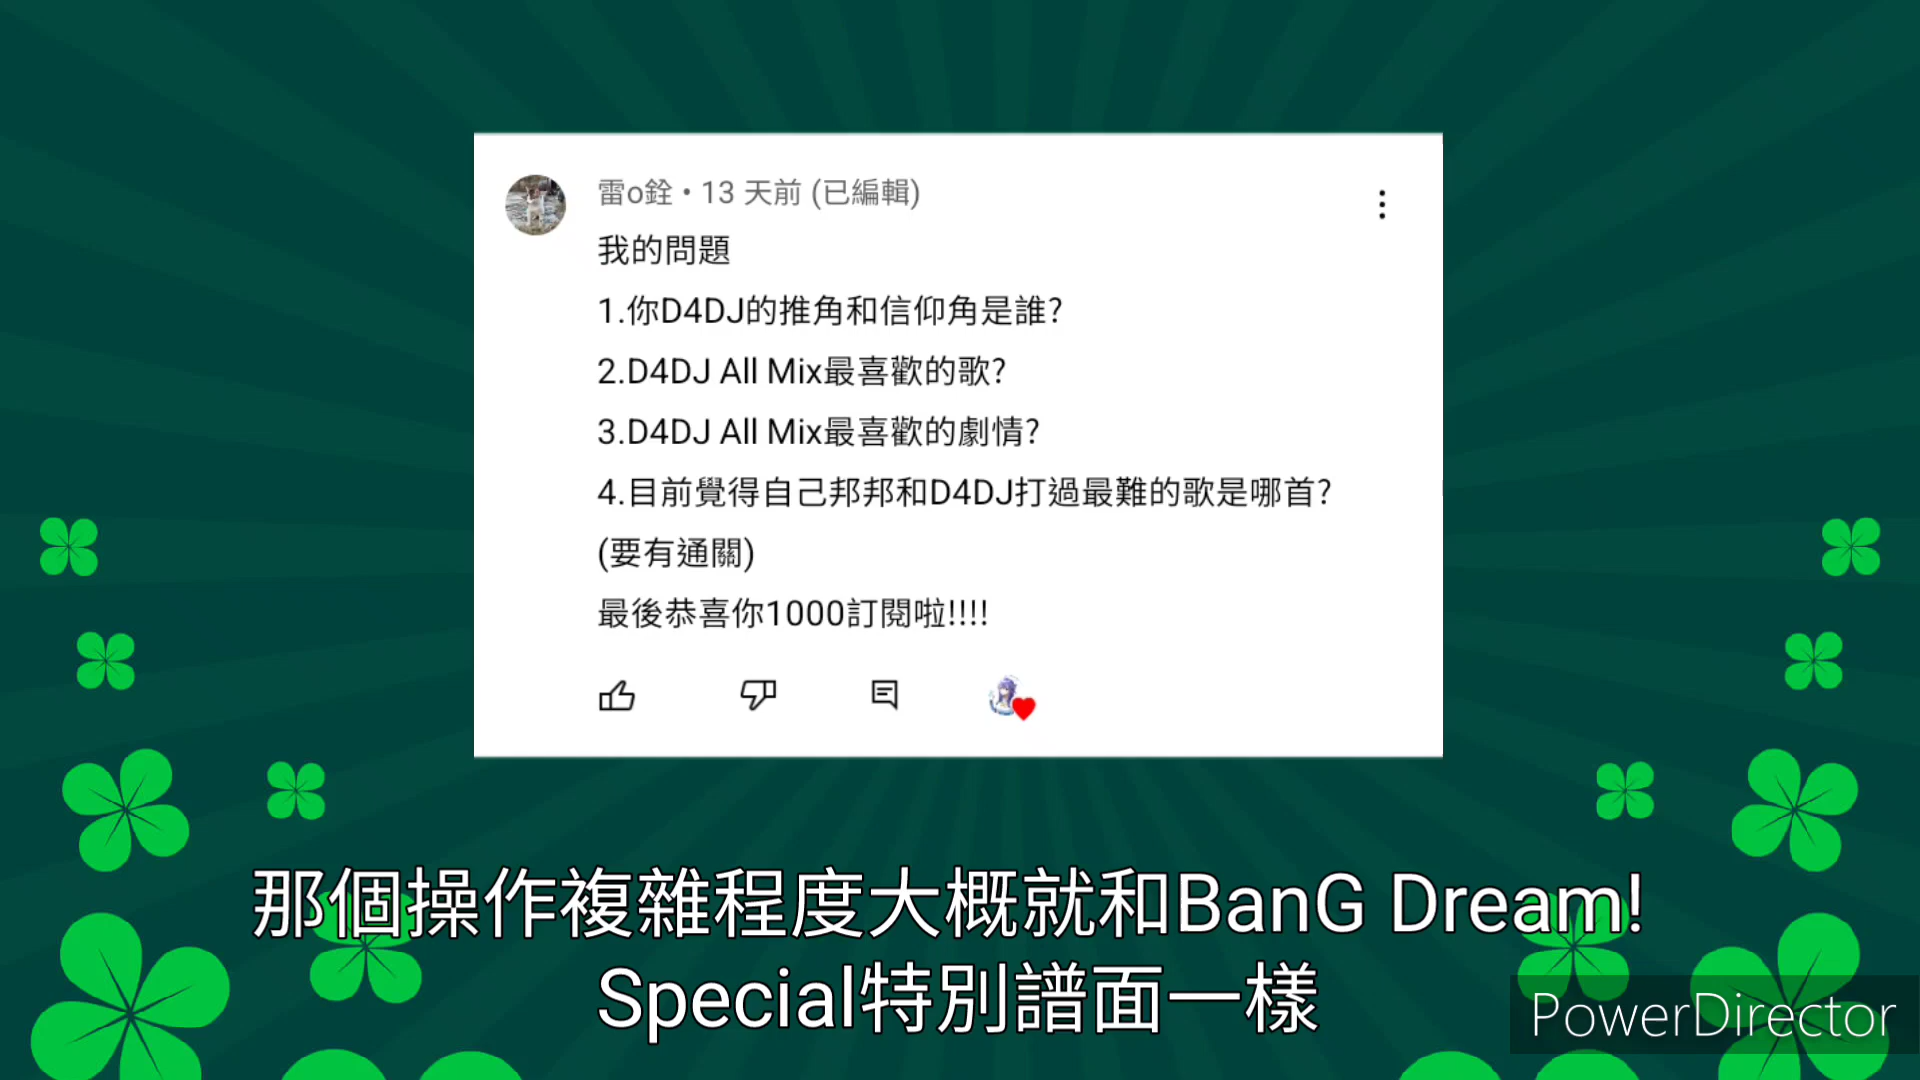 雷o銓 • 13 天前 (已編輯)
我的問題
1.你D4DJ的推角和信仰角是誰?
2.D4DJ All Mix最喜歡的歌?
3.D4DJ All Mix最喜歡的劇情?
4.目前覺得自己邦邦和D4DJ打過最難的歌是哪首?
(要有通關)
最後恭喜你1000訂閱啦!!!!
那個操作複雜程度大概就和BanG Dream!
Special特別譜面一樣
PowerDirector